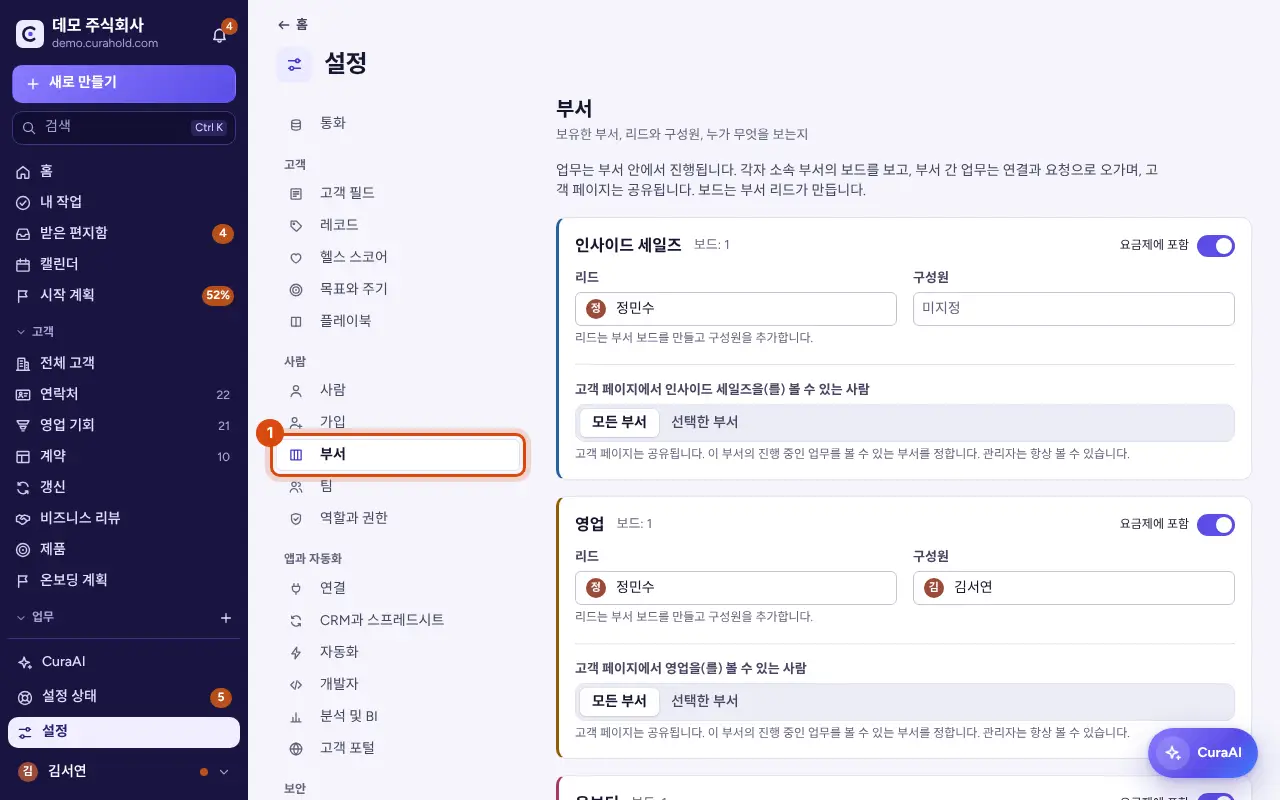 데모 주식회사
demo.curahold.com
4
새로 만들기
검색
Ctrl K
홈
내 작업
받은 편지함
4
캘린더
시작 계획
52%
고객
전체 고객
연락처
22
영업 기회
21
계약
10
갱신
비즈니스 리뷰
제품
온보딩 계획
업무
CuraAI
설정 상태
5
설정
김
김서연
홈
설정
통화
고객
고객 필드
레코드
헬스 스코어
목표와 주기
플레이북
사람
사람
가입
1
부서
팀
역할과 권한
앱과 자동화
연결
CRM과 스프레드시트
자동화
개발자
분석 및 BI
고객 포털
보안
부서
보유한 부서, 리드와 구성원, 누가 무엇을 보는지
업무는 부서 안에서 진행됩니다. 각자 소속 부서의 보드를 보고, 부서 간 업무는 연결과 요청으로 오가며, 고
객 페이지는 공유됩니다. 보드는 부서 리드가 만듭니다.
인사이드 세일즈
보드: 1
요금제에 포함
리드
구성원
정
정민수
미지정
리드는 부서 보드를 만들고 구성원을 추가합니다.
고객 페이지에서 인사이드 세일즈을(를) 볼 수 있는 사람
모든 부서
선택한 부서
고객 페이지는 공유됩니다. 이 부서의 진행 중인 업무를 볼 수 있는 부서를 정합니다. 관리자는 항상 볼 수 있습니다.
영업
보드: 1
요금제에 포함
리드
구성원
정
정민수
김
김서연
리드는 부서 보드를 만들고 구성원을 추가합니다.
고객 페이지에서 영업을(를) 볼 수 있는 사람
모든 부서
선택한 부서
고객 페이지는 공유됩니다. 이 부서의 진행 중인 업무를 볼 수 있는 부서를 정합니다. 관리자는 항상 볼 수 있습니다.
CuraAI